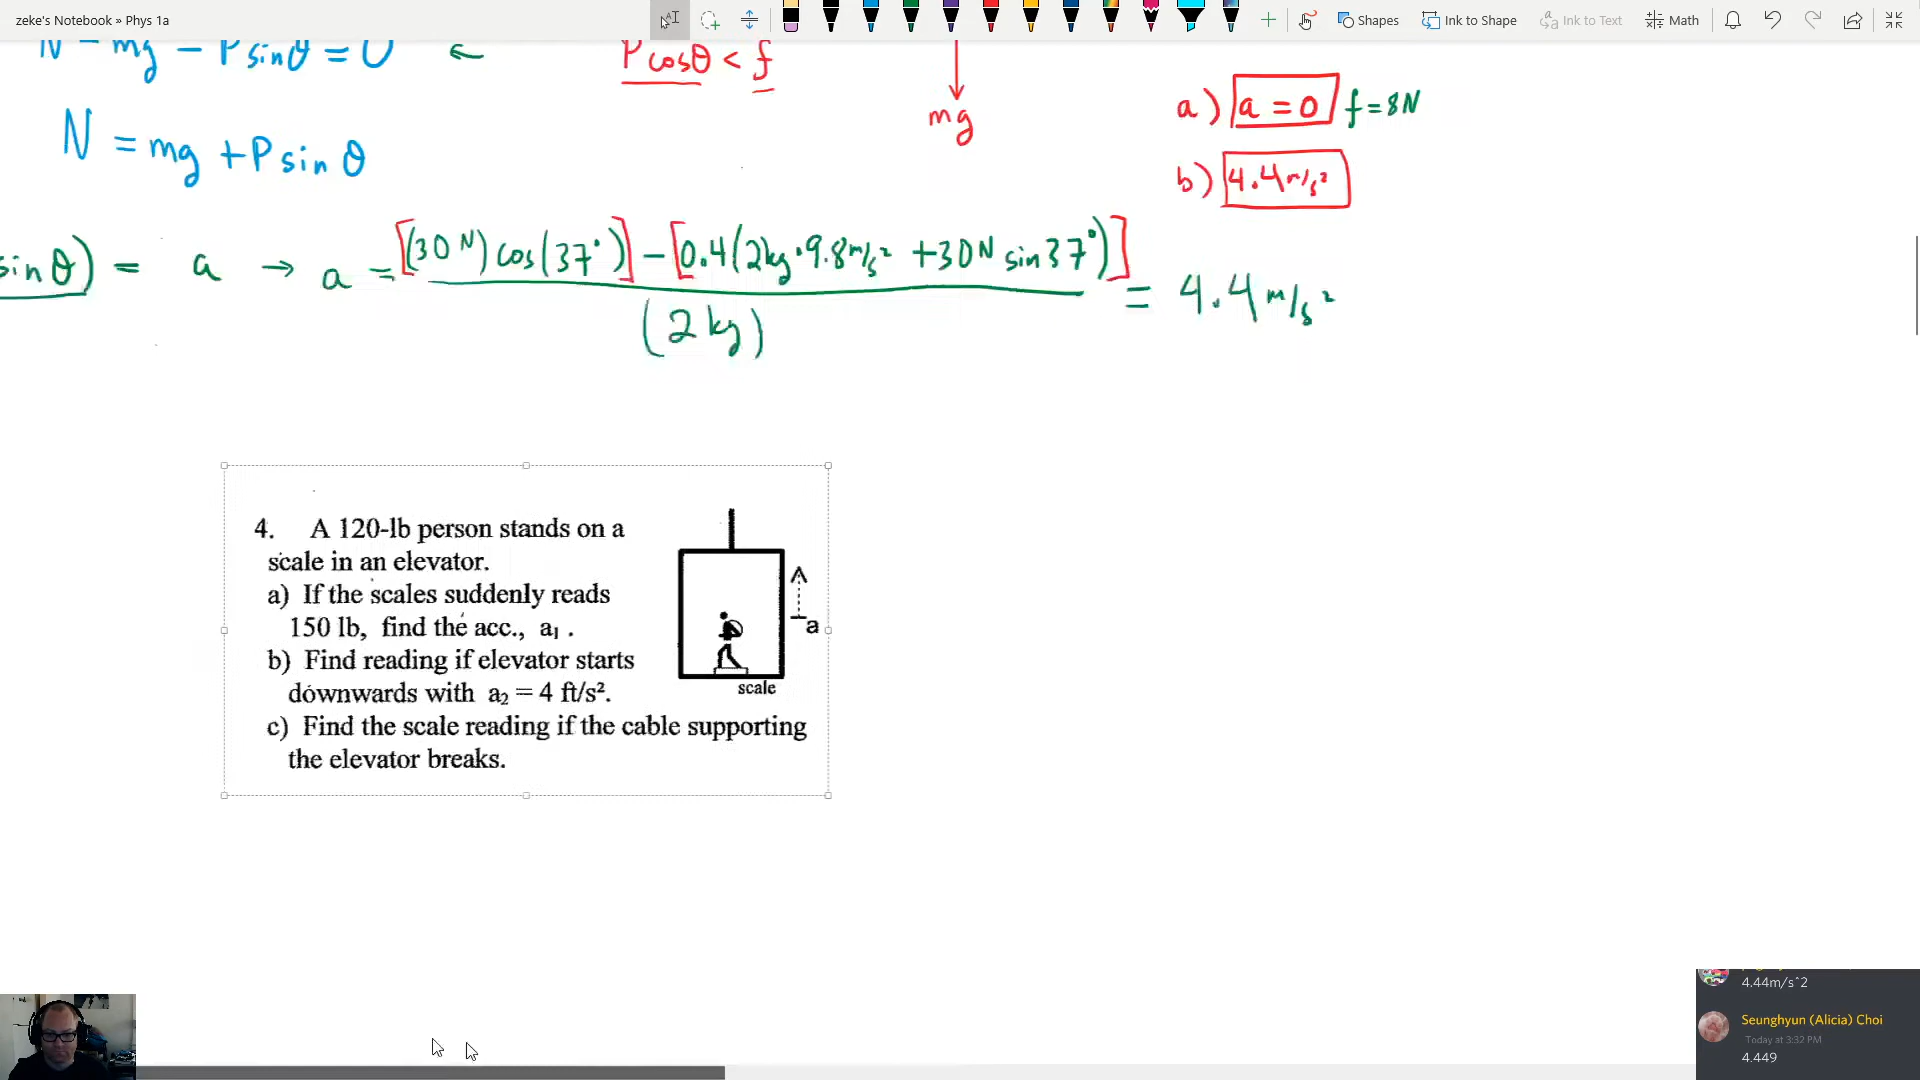 zeke's Notebook » Phys 1a
Shapes
Ink to Shape
Ink to Text
Math
N - mg - P sinθ = 0 ←
P cosθ < f
mg
a) a = 0 f = 8N
N = mg + P sin θ
b) 4.4 m/s²
sin θ) = a → a = [(30 N) cos(37°)] - [0.4(2kg·9.8m/s² + 30N sin37°)]
(2 kg)
= 4.4 m/s²
4. A 120-lb person stands on a
scale in an elevator.
a) If the scales suddenly reads
150 lb, find the acc., a₁ .
b) Find reading if elevator starts
downwards with a₂ = 4 ft/s².
c) Find the scale reading if the cable supporting
the elevator breaks.
a
scale
4.44m/s^2
Seunghyun (Alicia) Choi
Today at 3:32 PM
4.449